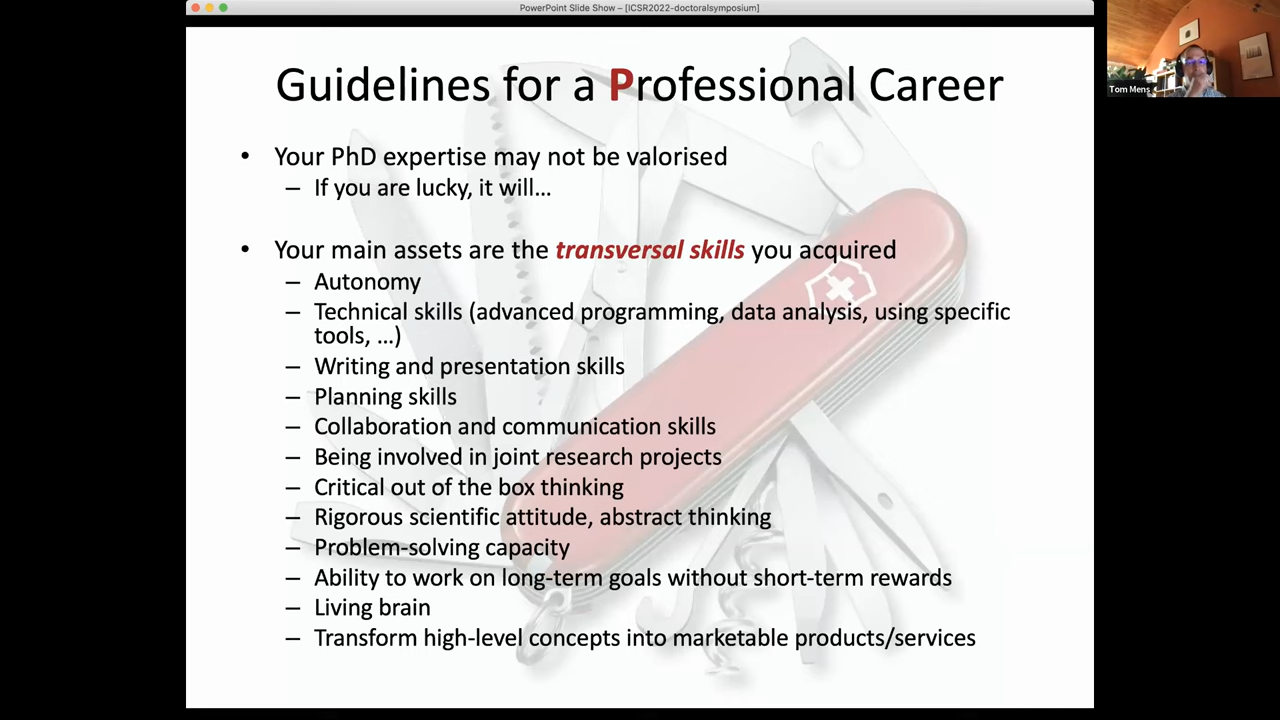 PowerPoint Slide Show – [ICSR2022-doctoralsymposium]
Guidelines for a Professional Career
• Your PhD expertise may not be valorised
– If you are lucky, it will…
• Your main assets are the transversal skills you acquired
– Autonomy
– Technical skills (advanced programming, data analysis, using specific
tools, …)
– Writing and presentation skills
– Planning skills
– Collaboration and communication skills
– Being involved in joint research projects
– Critical out of the box thinking
– Rigorous scientific attitude, abstract thinking
– Problem-solving capacity
– Ability to work on long-term goals without short-term rewards
– Living brain
– Transform high-level concepts into marketable products/services
Tom Mens